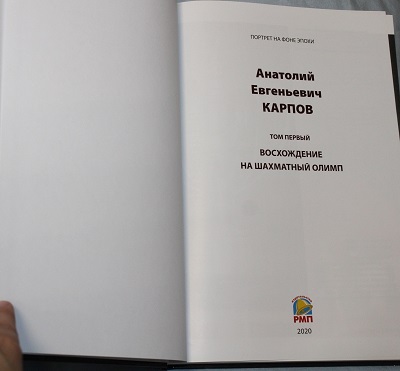 ПОРТРЕТ НА ФОНЕ ЭПОХИ
Анатолий
Евгеньевич
КАРПОВ
ТОМ ПЕРВЫЙ
ВОСХОЖДЕНИЕ
НА ШАХМАТНЫЙ ОЛИМП
РМП
2020